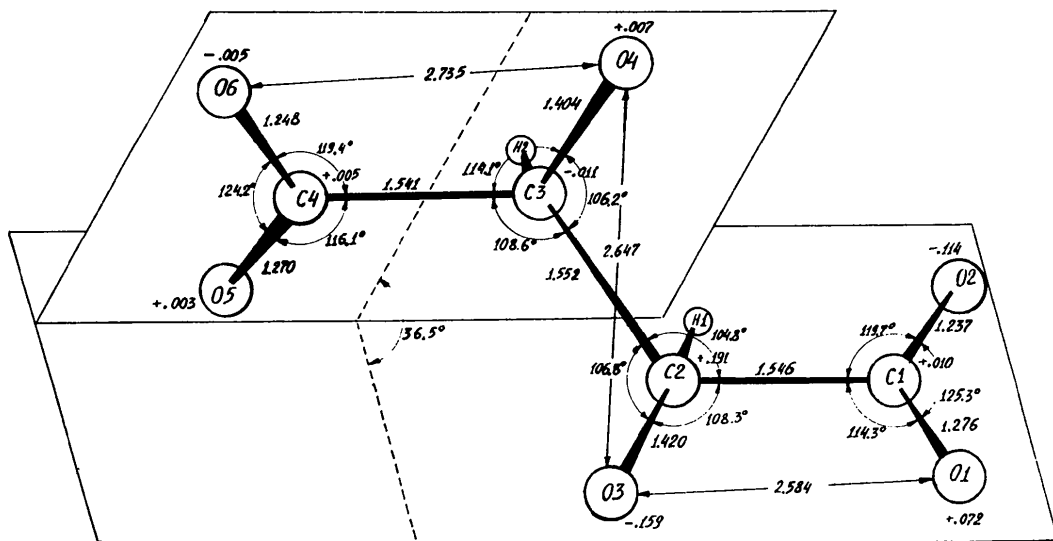 +.007
-.005
O4
O6
2.735
1.404
1.248
H2
119.4°
114.1°
-.011
+.005
124.2°
1.541
C3
C4
106.2°
116.1°
108.6°
2.647
1.270
1.552
-.114
O2
+.003
O5
H1
36.5°
104.8°
119.7°
1.237
+.191
+.010
106.8°
C2
1.546
C1
125.3°
108.3°
114.3°
1.420
1.276
O3
2.584
O1
-.159
+.072